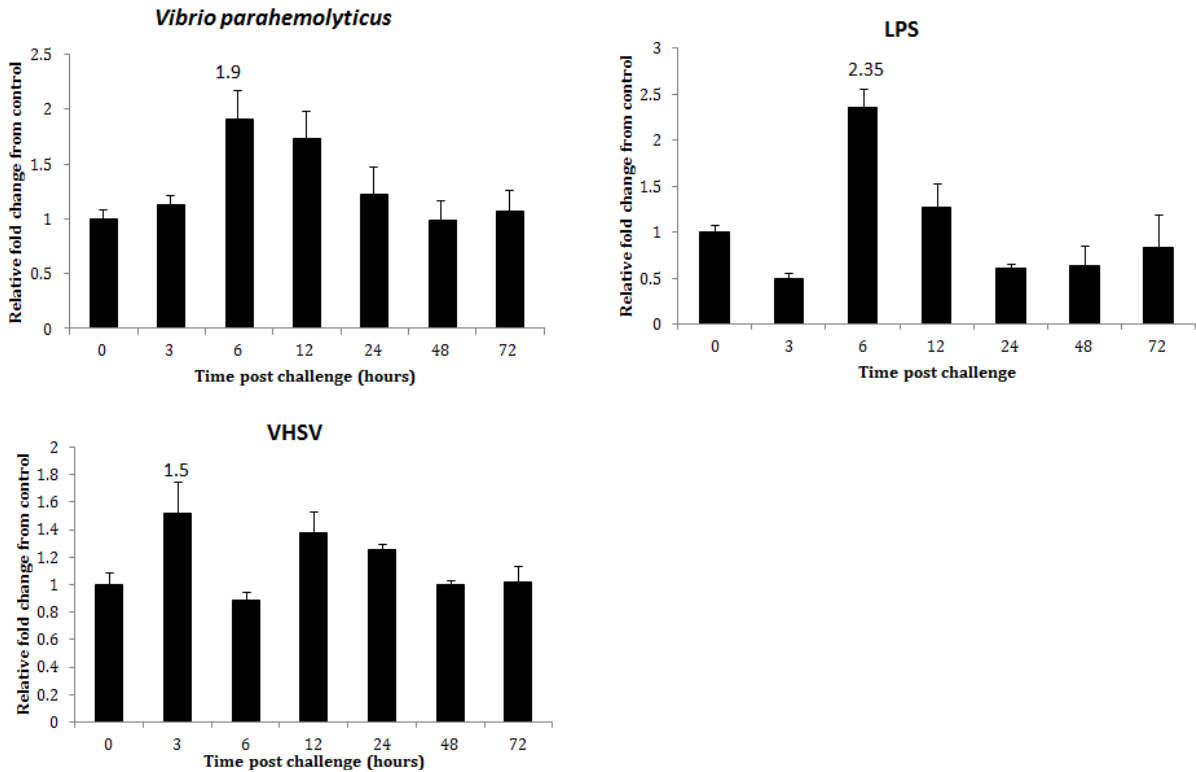 Vibrio parahemolyticus
Relative fold change from control
2.5
2
1.5
1
0.5
0
1.9
0 3 6 12 24 48 72
Time post challenge (hours)
LPS
Relative fold change from control
3
2.5
2
1.5
1
0.5
0
2.35
0 3 6 12 24 48 72
Time post challenge
VHSV
Relative fold change from control
2
1.8
1.6
1.4
1.2
1
0.8
0.6
0.4
0.2
0
1.5
0 3 6 12 24 48 72
Time post challenge (hours)